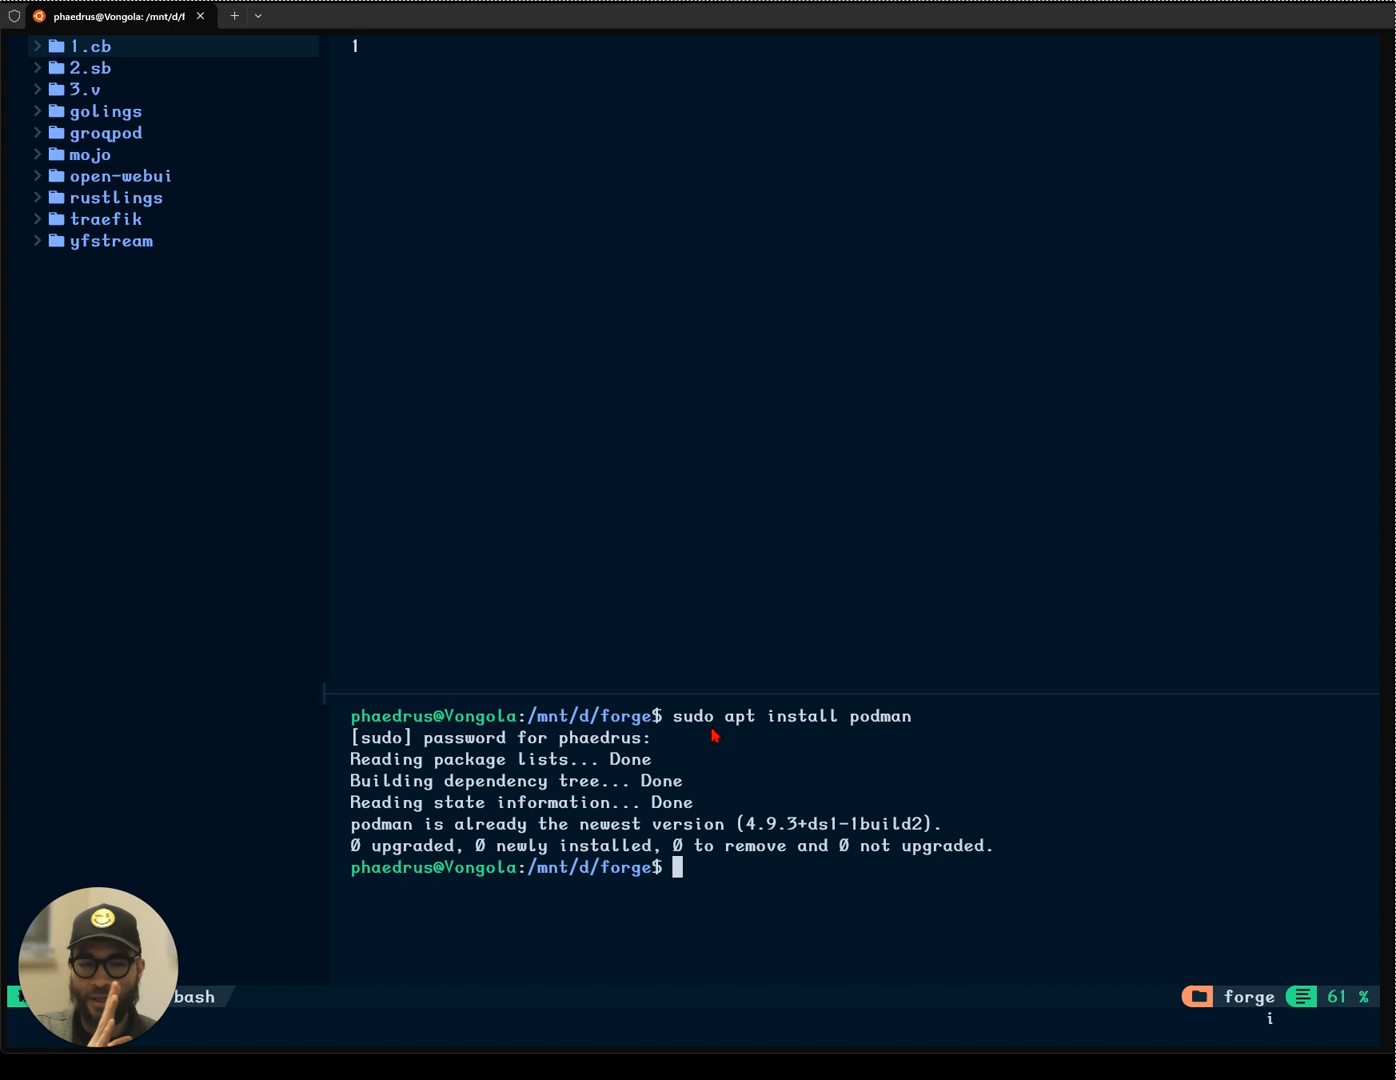 phaedrus@Vongola: /mnt/d/f
1.cb
2.sb
3.v
golings
groqpod
mojo
open-webui
rustlings
traefik
yfstream
1
phaedrus@Vongola:/mnt/d/forge$ sudo apt install podman
[sudo] password for phaedrus:
Reading package lists... Done
Building dependency tree... Done
Reading state information... Done
podman is already the newest version (4.9.3+ds1-1build2).
0 upgraded, 0 newly installed, 0 to remove and 0 not upgraded.
phaedrus@Vongola:/mnt/d/forge$
bash
forge
61 %
i